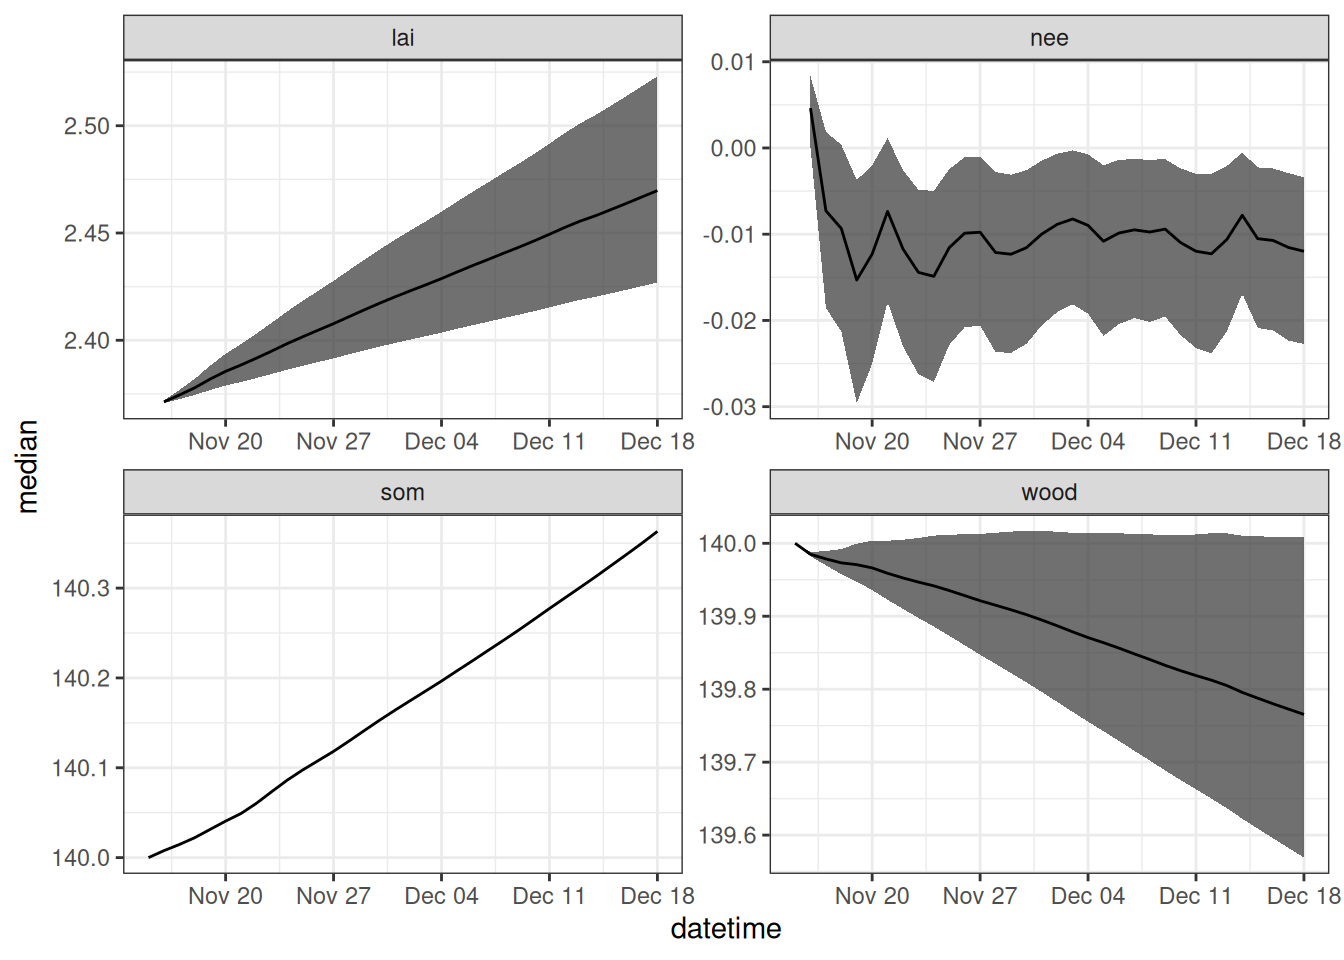 lai
nee
2.50
2.45
2.40
0.01
0.00
-0.01
-0.02
-0.03
Nov 20 Nov 27 Dec 04 Dec 11 Dec 18
Nov 20 Nov 27 Dec 04 Dec 11 Dec 18
median
som
wood
140.3
140.2
140.1
140.0
140.0
139.9
139.8
139.7
139.6
Nov 20 Nov 27 Dec 04 Dec 11 Dec 18
Nov 20 Nov 27 Dec 04 Dec 11 Dec 18
datetime